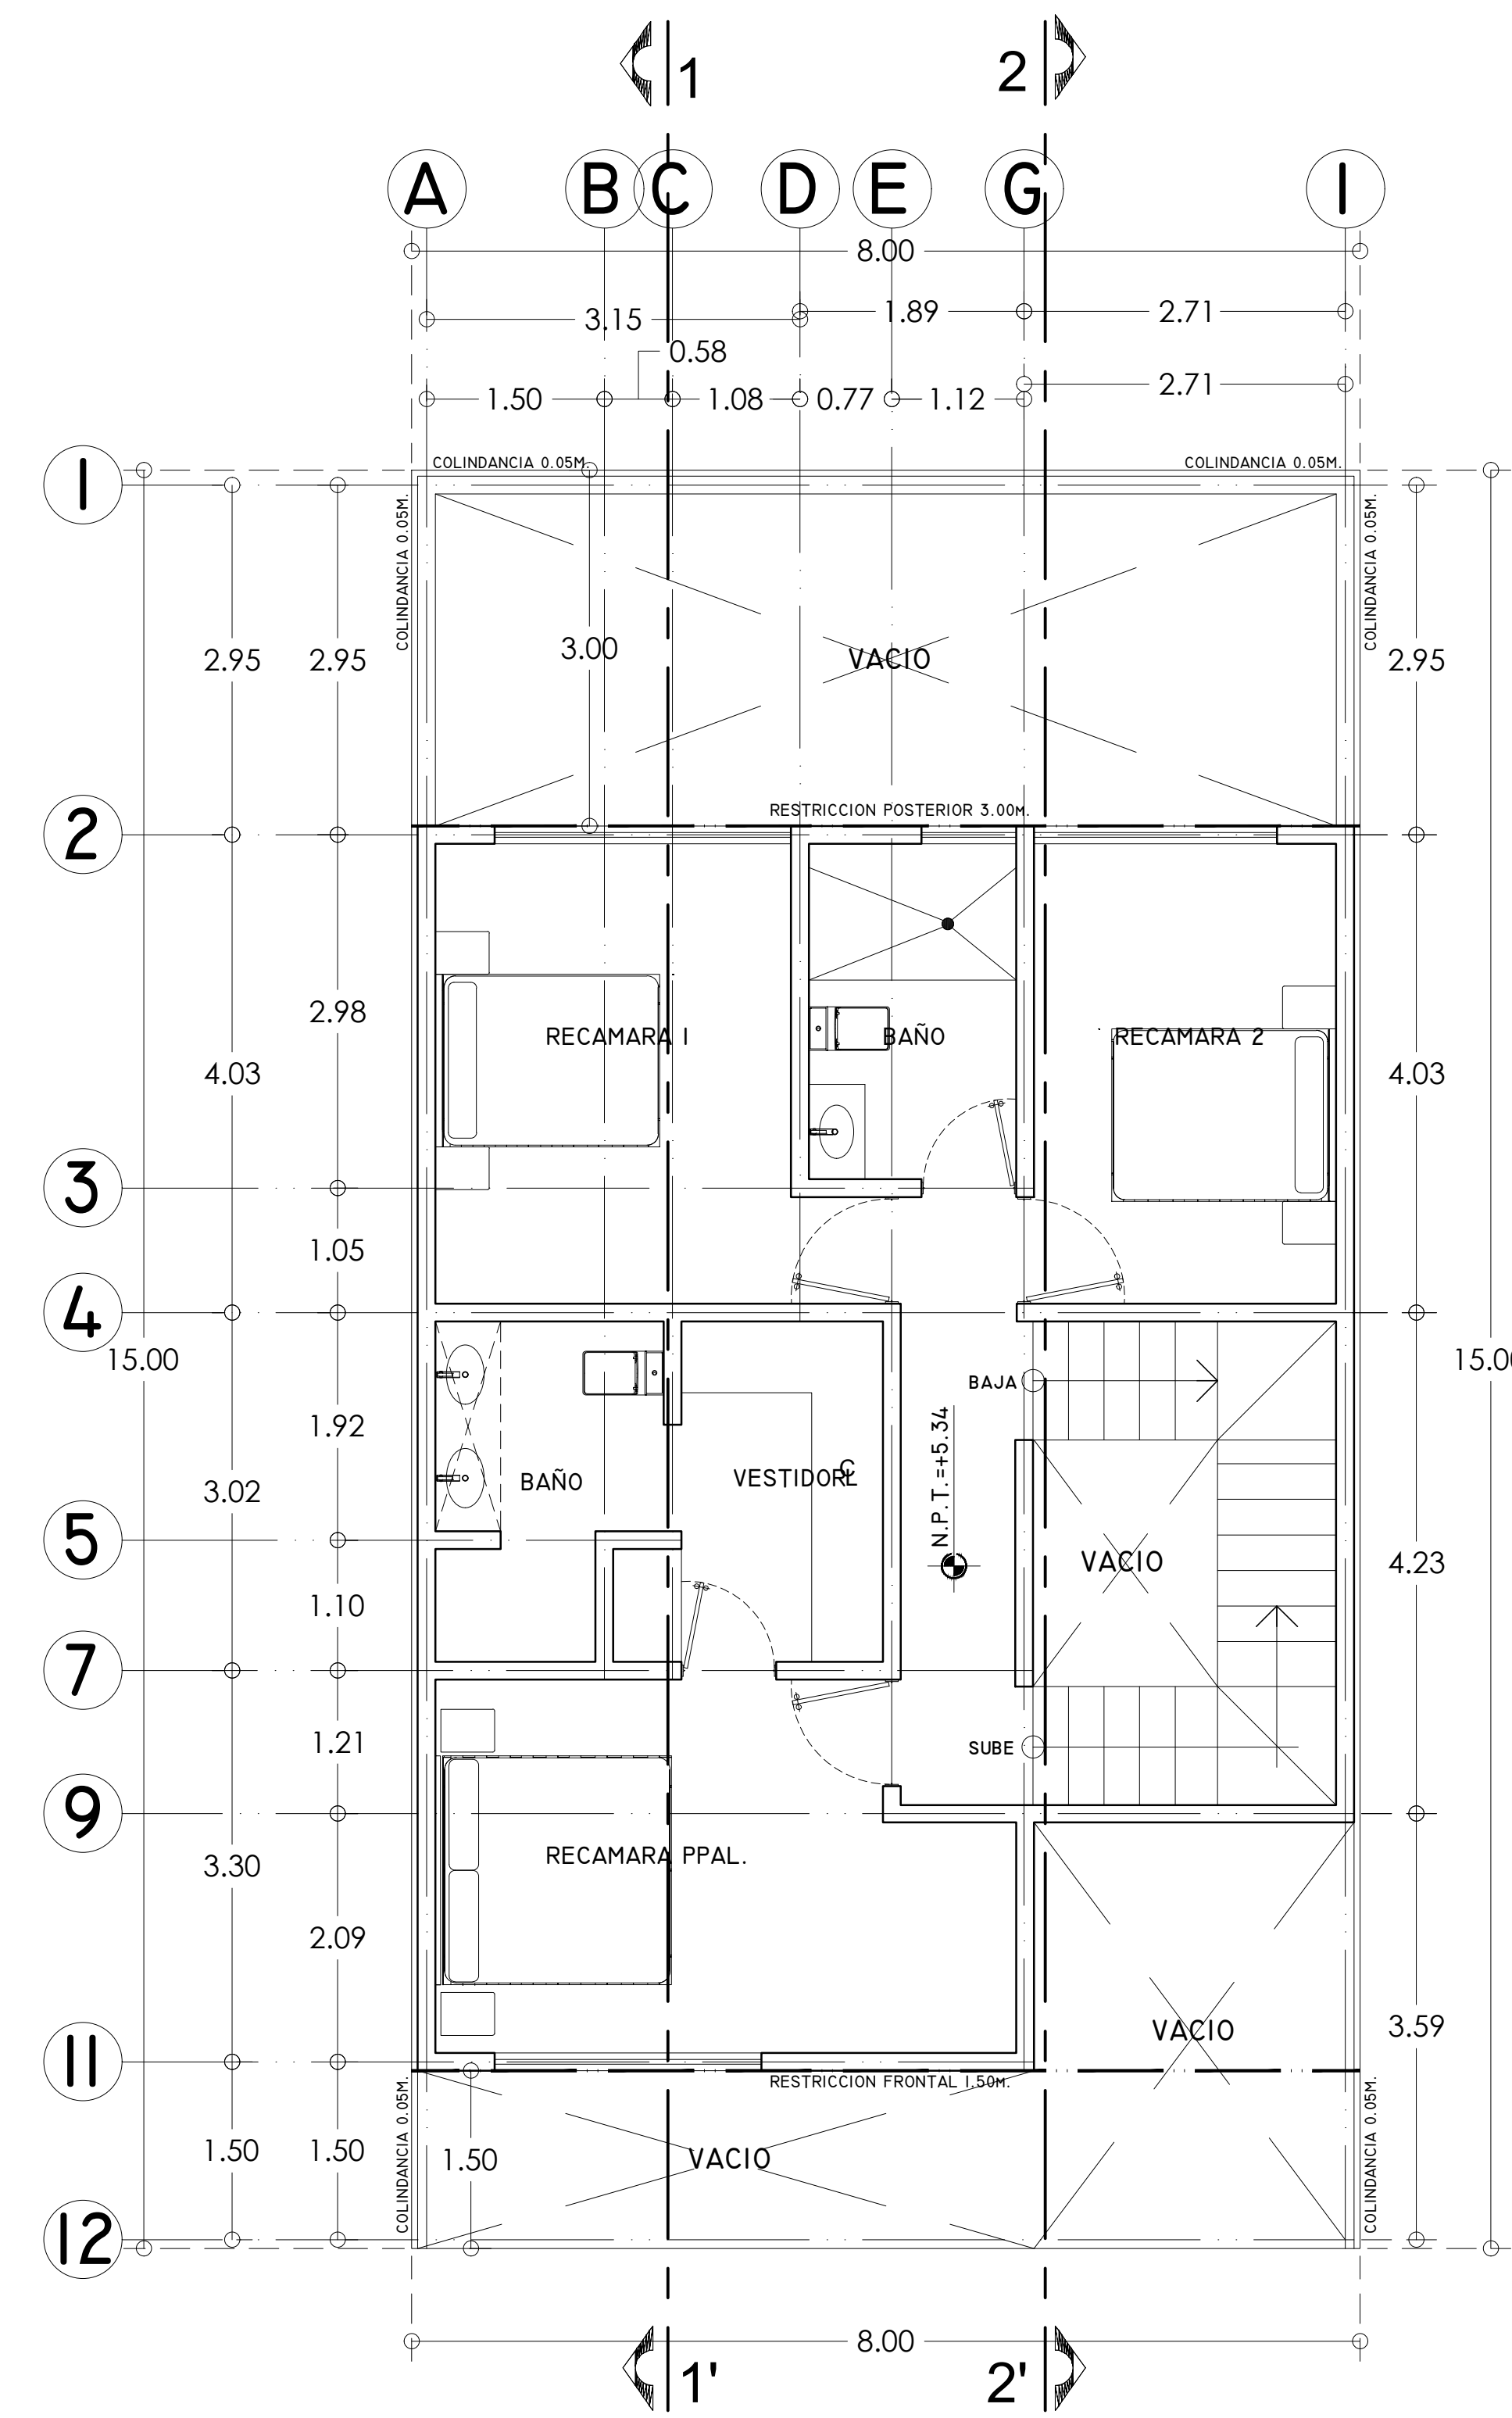 1 2
A B C D E G I
8.00
3.15 1.89 2.71
0.58
2.71
1.50 1.08 0.77 1.12
COLINDANCIA 0.05M. COLINDANCIA 0.05M.
1
COLINDANCIA 0.05M. COLINDANCIA 0.05M.
2.95 2.95 3.00 VACIO 2.95
RESTRICCION POSTERIOR 3.00M.
2
2.98
RECAMARA 1 BAÑO RECAMARA 2
4.03 4.03
3
1.05
4
15.00 15.00
BAJA
1.92
N.P.T.=+5.34
BAÑO VESTIDOR
3.02
5
VACIO 4.23
1.10
7
1.21
SUBE
9
RECAMARA PPAL.
3.30
2.09
VACIO 3.59
11
RESTRICCION FRONTAL 1.50M.
COLINDANCIA 0.05M. COLINDANCIA 0.05M.
1.50 1.50 1.50 VACIO
12
8.00
1' 2'